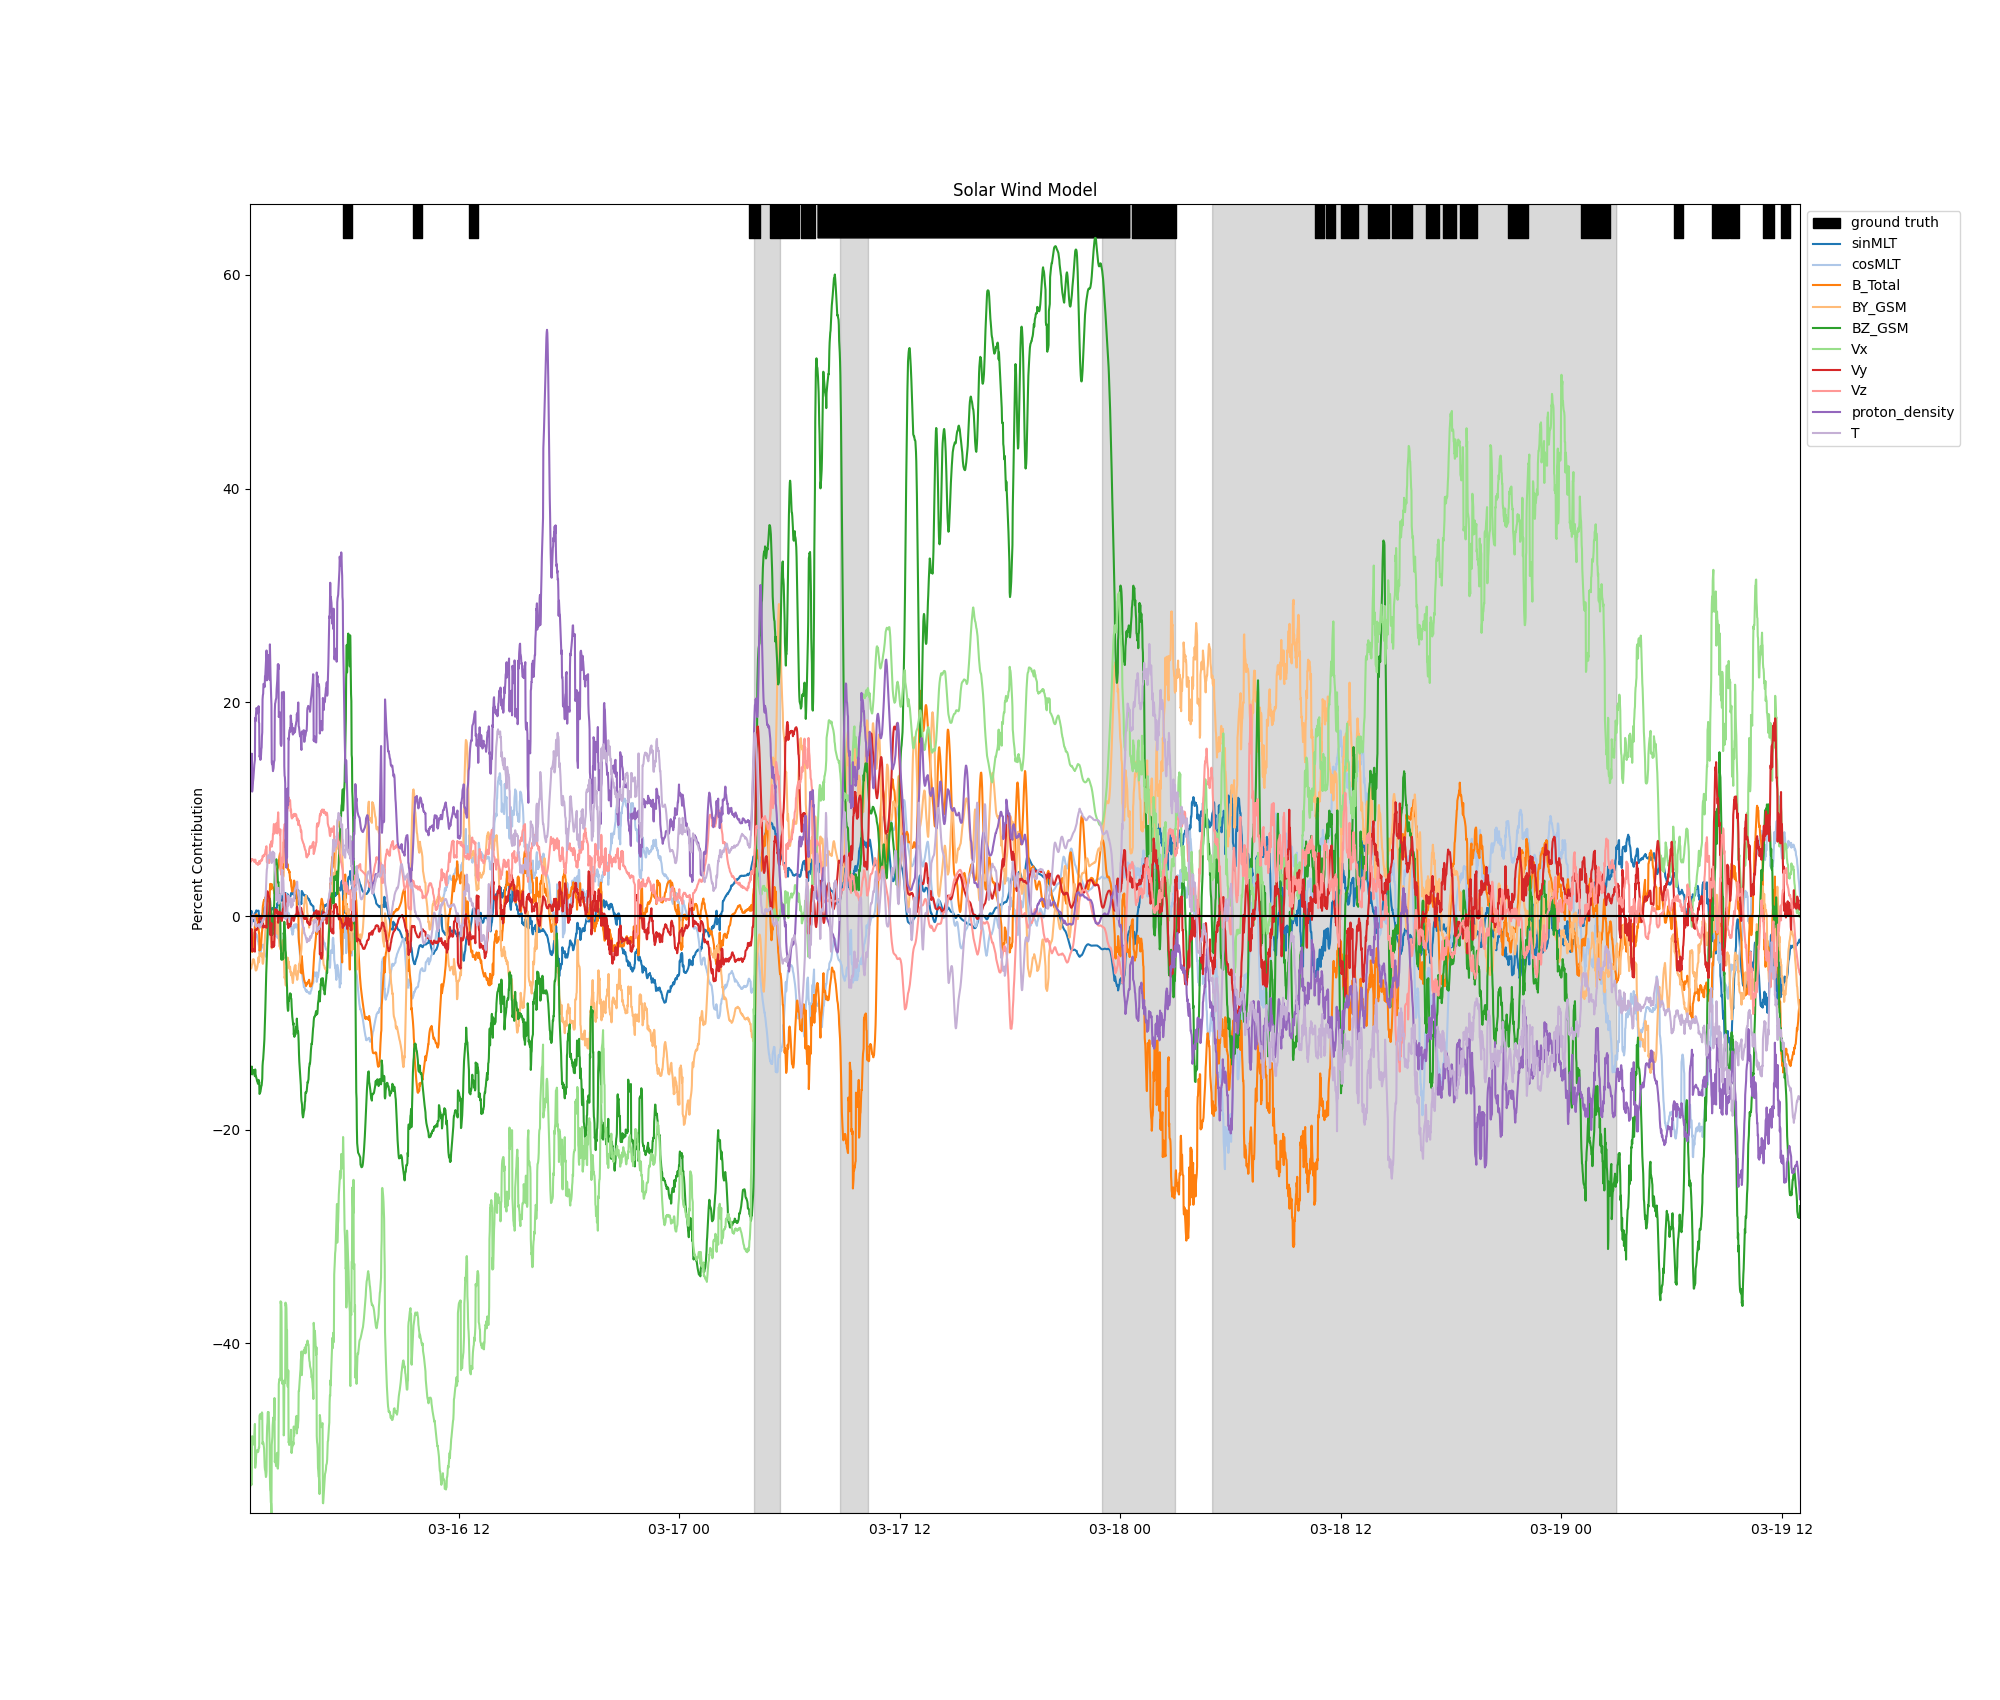 Solar Wind Model
ground truth
sinMLT
cosMLT
B_Total
BY_GSM
BZ_GSM
Vx
Vy
Vz
proton_density
T
Percent Contribution
60
40
20
0
−20
−40
03-16 12
03-17 00
03-17 12
03-18 00
03-18 12
03-19 00
03-19 12